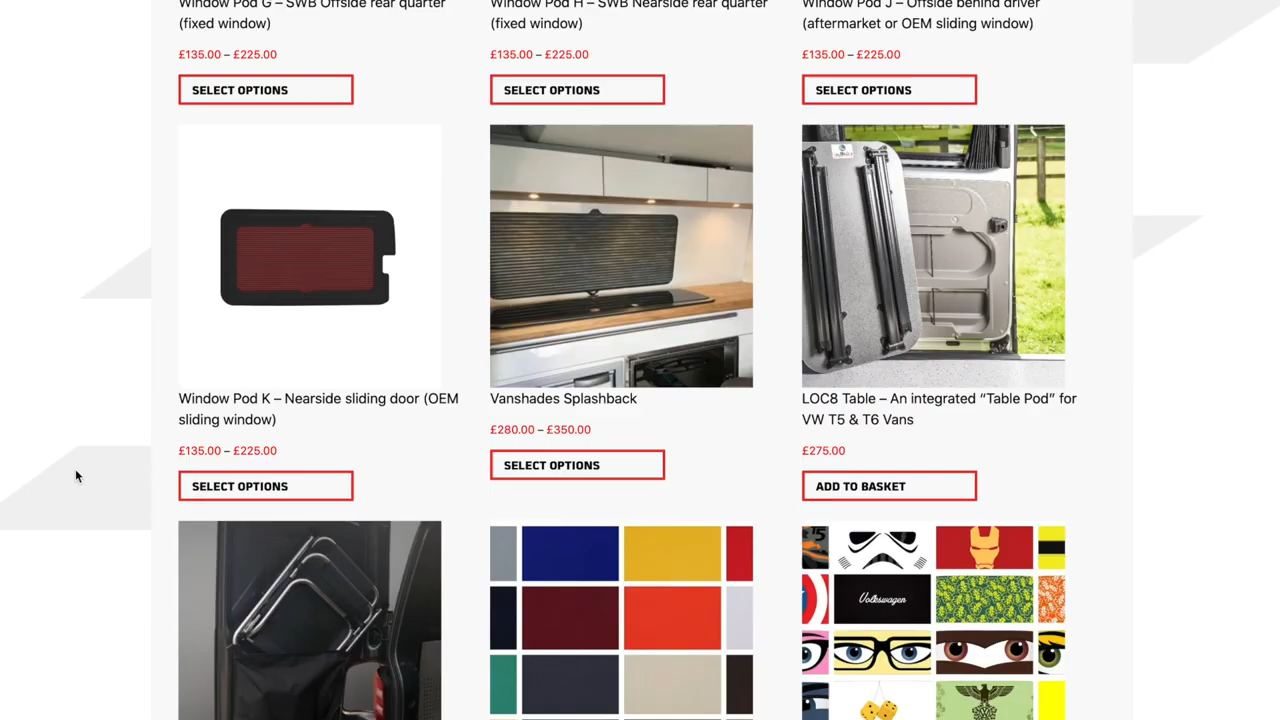 Window Pod G – SWB Offside rear quarter
(fixed window)
£135.00 – £225.00
SELECT OPTIONS
Window Pod H – SWB Nearside rear quarter
(fixed window)
£135.00 – £225.00
SELECT OPTIONS
Window Pod J – Offside behind driver
(aftermarket or OEM sliding window)
£135.00 – £225.00
SELECT OPTIONS
Window Pod K – Nearside sliding door (OEM
sliding window)
£135.00 – £225.00
SELECT OPTIONS
Vanshades Splashback
£280.00 – £350.00
SELECT OPTIONS
LOC8 Table – An integrated “Table Pod” for
VW T5 & T6 Vans
£275.00
ADD TO BASKET
T5
Volkswagen